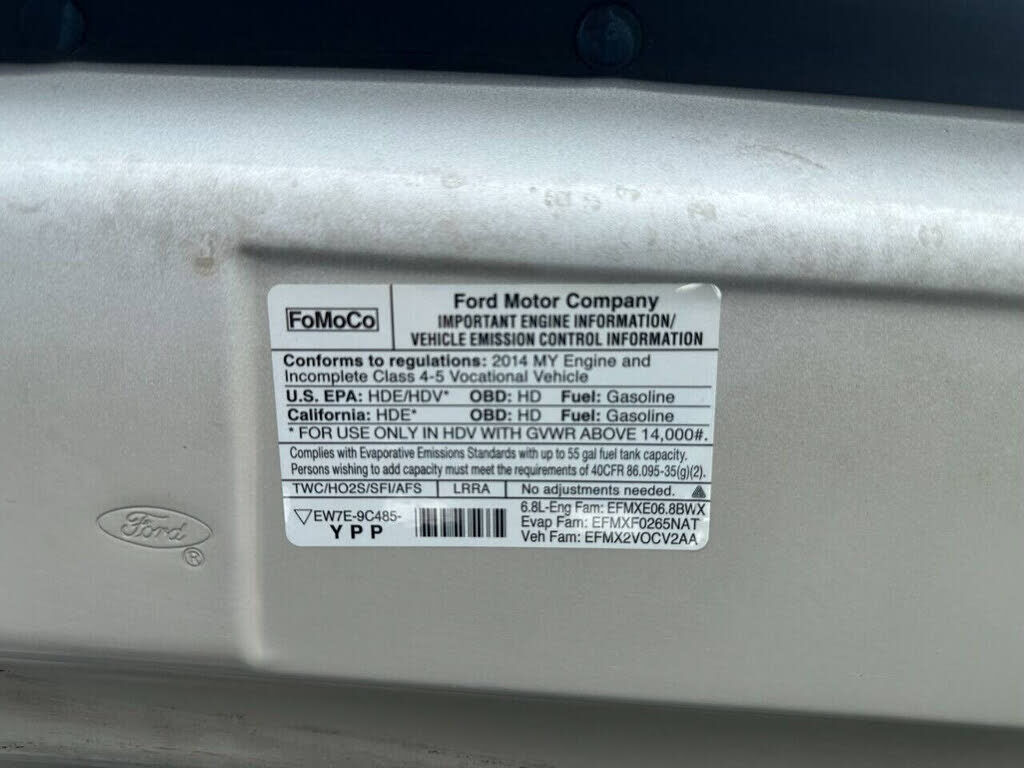 FoMoCo
Ford Motor Company
IMPORTANT ENGINE INFORMATION/
VEHICLE EMISSION CONTROL INFORMATION
Conforms to regulations: 2014 MY Engine and
Incomplete Class 4-5 Vocational Vehicle
U.S. EPA: HDE/HDV* OBD: HD Fuel: Gasoline
California: HDE* OBD: HD Fuel: Gasoline
* FOR USE ONLY IN HDV WITH GVWR ABOVE 14,000#.
Complies with Evaporative Emissions Standards with up to 55 gal fuel tank capacity.
Persons wishing to add capacity must meet the requirements of 40CFR 86.095-35(g)(2).
TWC/HO2S/SFI/AFS LRRA No adjustments needed.
EW7E-9C485-
YPP
6.8L-Eng Fam: EFMXE06.8BWX
Evap Fam: EFMXF0265NAT
Veh Fam: EFMX2VOCV2AA
Ford
®